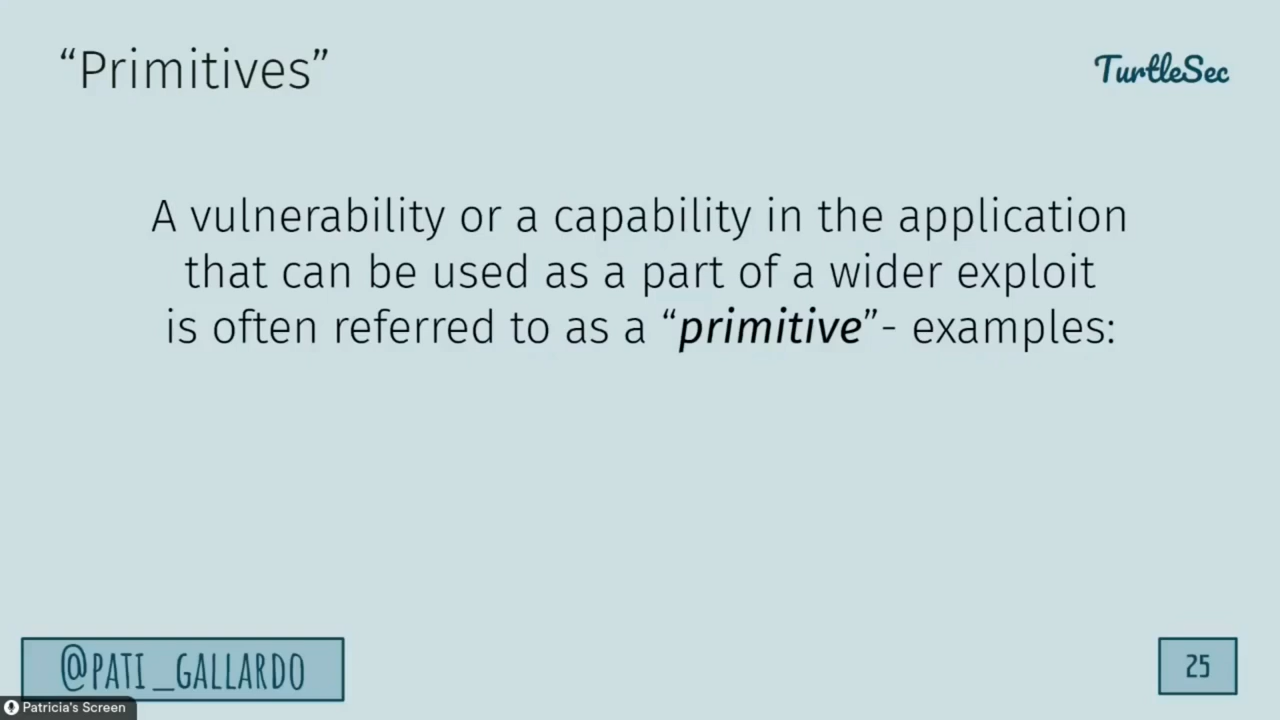 “Primitives”
TurtleSec
A vulnerability or a capability in the application
that can be used as a part of a wider exploit
is often referred to as a “primitive”- examples:
@PATI_GALLARDO
25
Patricia's Screen